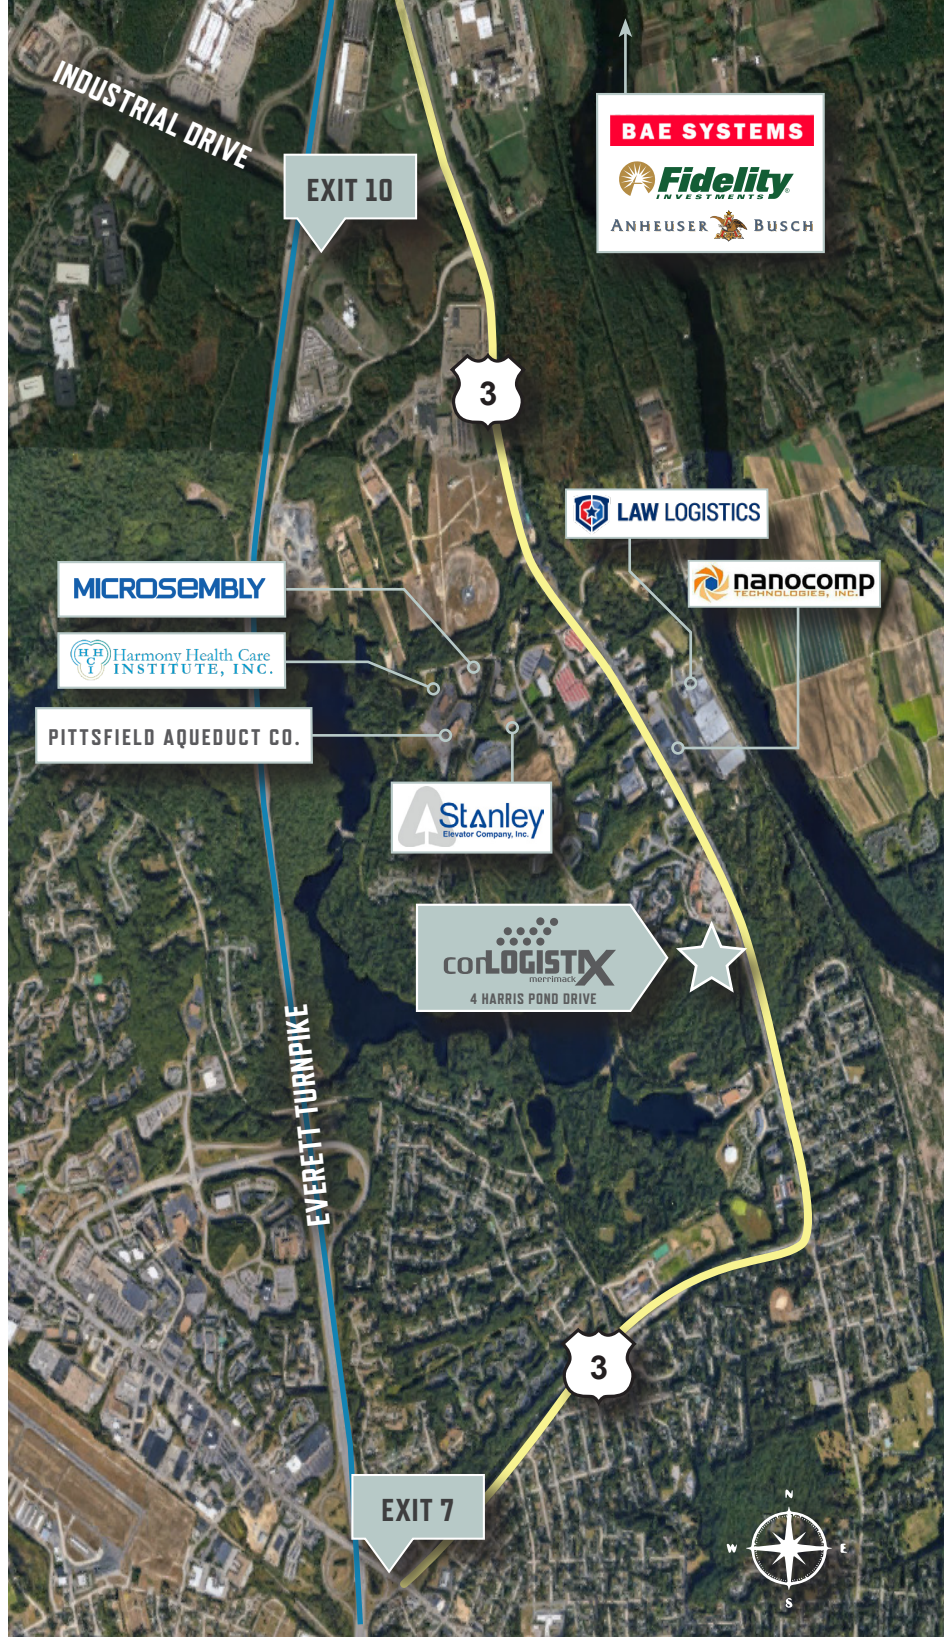 INDUSTRIAL DRIVE
EXIT 10
BAE SYSTEMS
Fidelity
INVESTMENTS
ANHEUSER BUSCH
3
LAW LOGISTICS
nanocomp
TECHNOLOGIES, INC.
MICROSEMBLY
HHCI
Harmony Health Care
INSTITUTE, INC.
PITTSFIELD AQUEDUCT CO.
Stanley
Elevator Company, Inc.
conLOGISTIX
merrimack
4 HARRIS POND DRIVE
EVERETT TURNPIKE
3
EXIT 7
N
W E
S